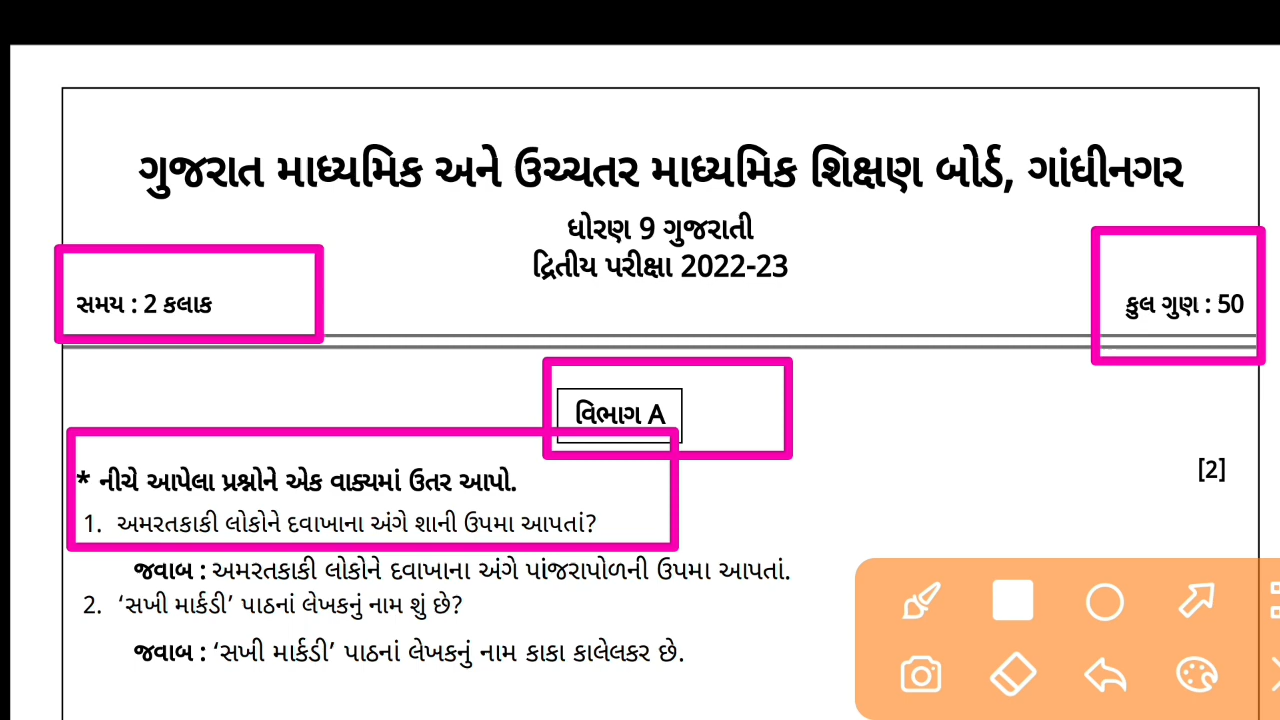 ગુજરાત માધ્યમિક અને ઉચ્ચતર માધ્યમિક શિક્ષણ બોર્ડ, ગાંધીનગર
ધોરણ 9 ગુજરાતી
દ્રિતીય પરીક્ષા 2022-23
સમય : 2 કલાક
કુલ ગુણ : 50
વિભાગ A
* નીચે આપેલા પ્રશ્નોને એક વાક્યમાં ઉતર આપો.
[2]
1. અમરતકાકી લોકોને દવાખાના અંગે શાની ઉપમા આપતાં?
જવાબ : અમરતકાકી લોકોને દવાખાના અંગે પાંજરાપોળની ઉપમા આપતાં.
2. ‘સખી માર્કડી’ પાઠનાં લેખકનું નામ શું છે?
જવાબ : ‘સખી માર્કડી’ પાઠનાં લેખકનું નામ કાકા કાલેલકર છે.